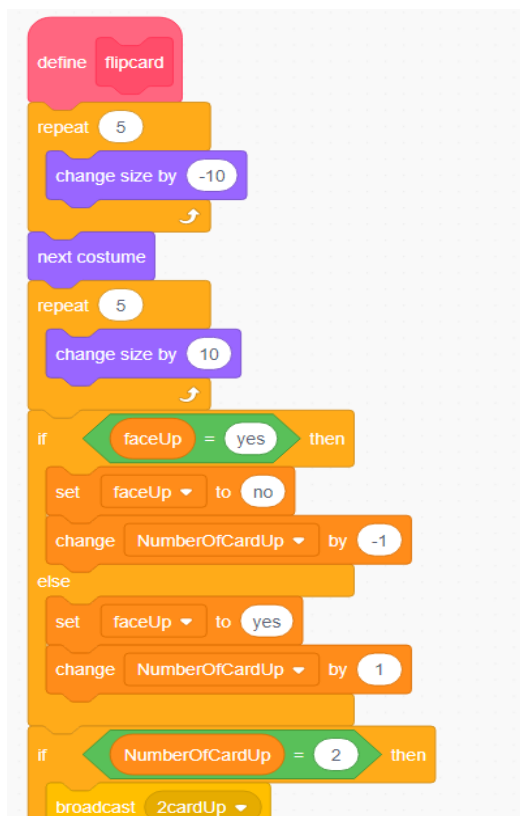 define flipcard
repeat 5
change size by -10
next costume
repeat 5
change size by 10
if faceUp = yes then
set faceUp to no
change NumberOfCardUp by -1
else
set faceUp to yes
change NumberOfCardUp by 1
if NumberOfCardUp = 2 then
broadcast 2cardUp